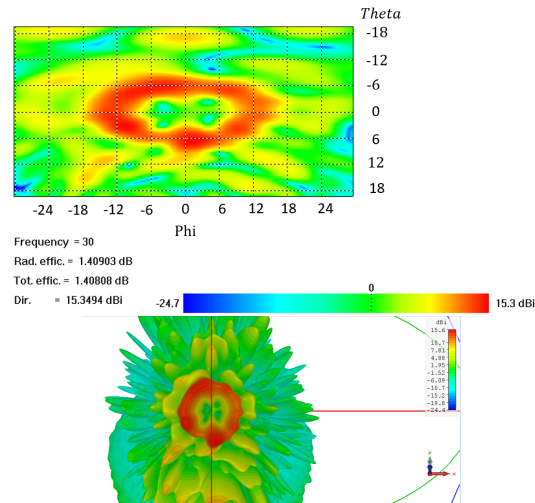 Theta
-18
-12
-6
0
6
12
18
-24 -18 -12 -6 0 6 12 18 24
Phi
Frequency = 30
Rad. effic. = 1.40903 dB
Tot. effic. = 1.40808 dB
Dir. = 15.3494 dBi
0
-24.7 15.3 dBi
dBi
15.6
10.7
7.81
4.88
1.95
-1.52
-6.09
-10.7
-15.2
-19.8
-24.4
y
x